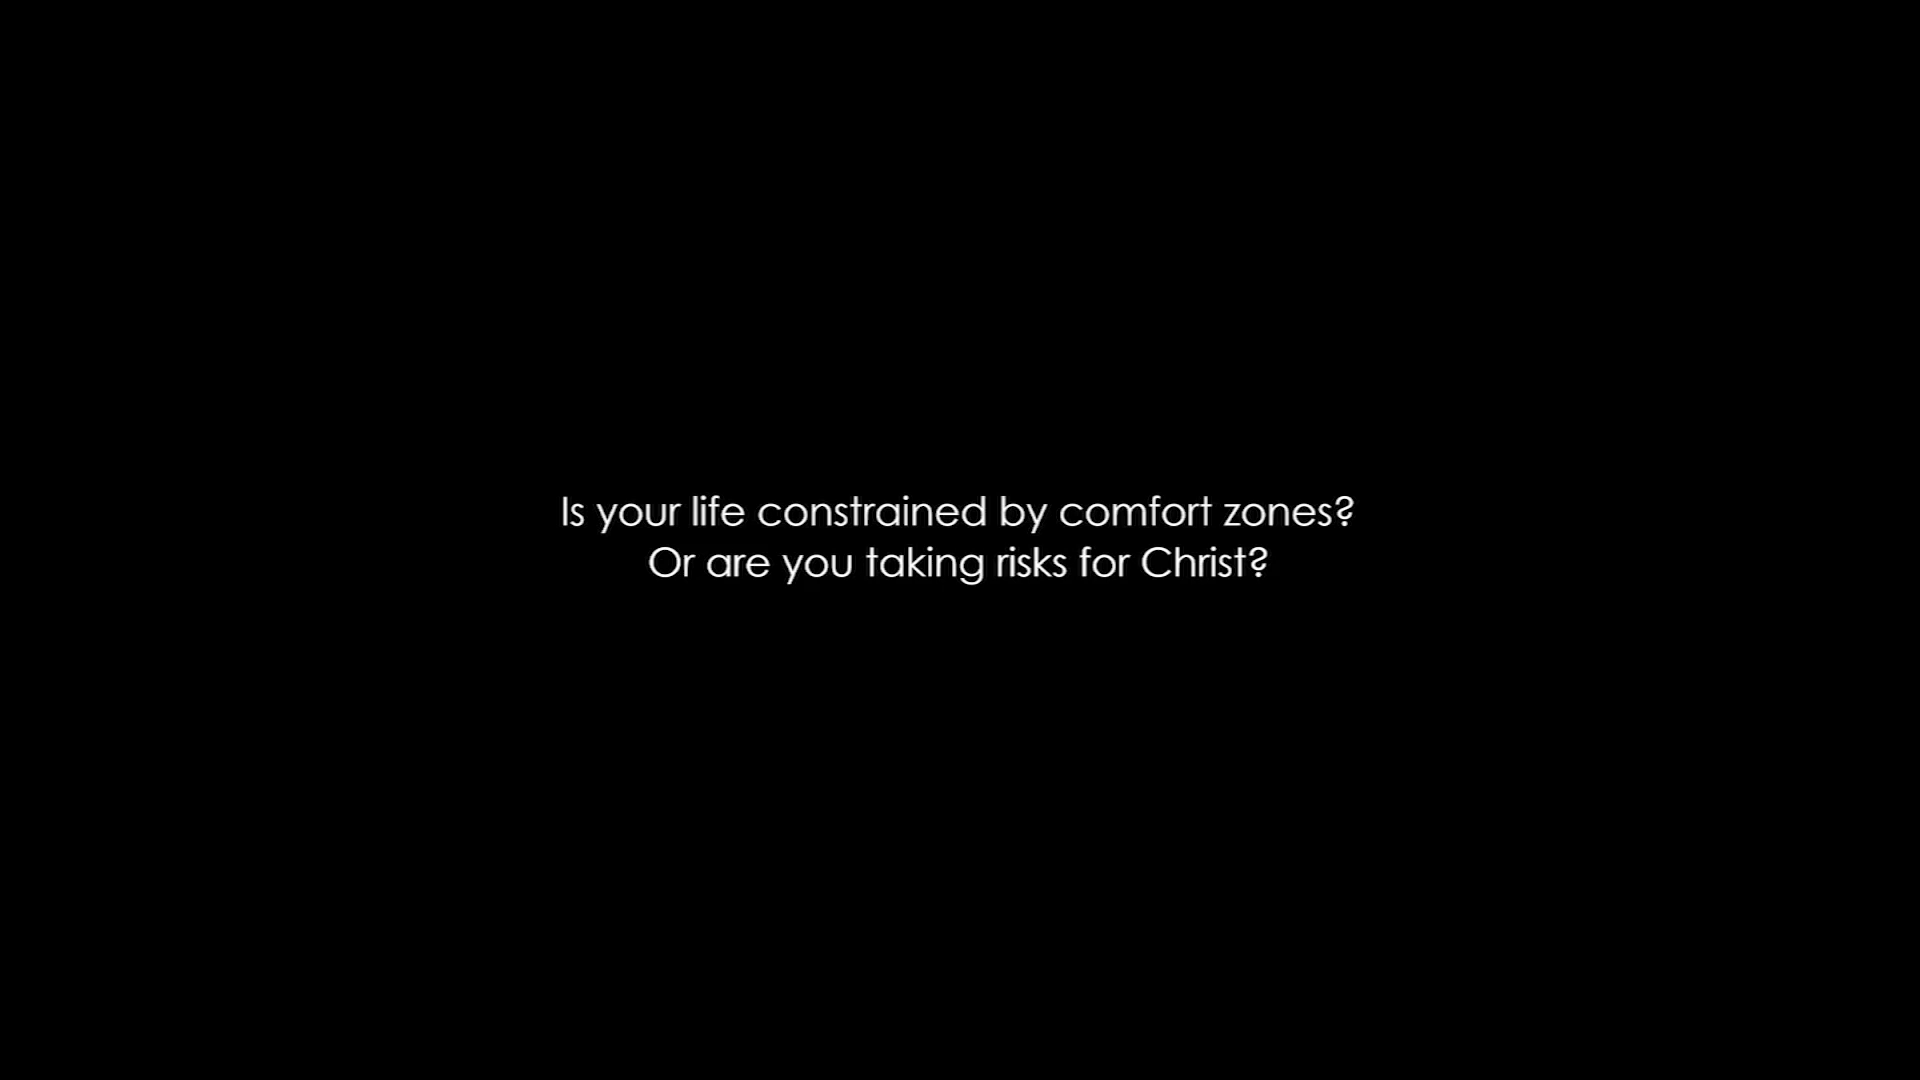 Is your life constrained by comfort zones?
Or are you taking risks for Christ?